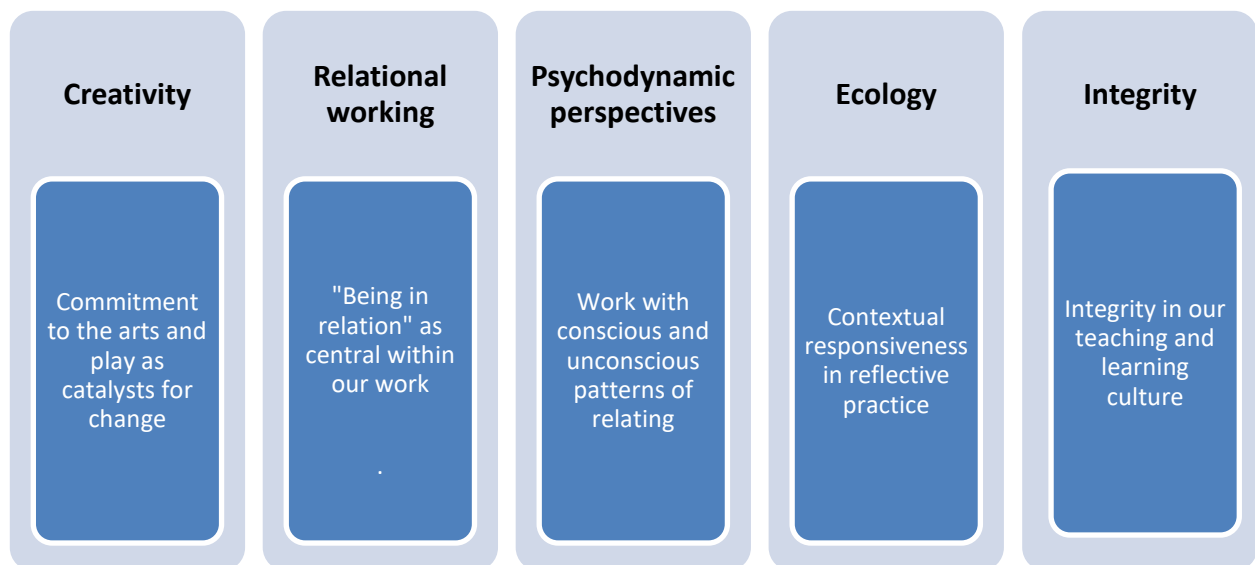 Creativity
Commitment
to the arts and
play as
catalysts for
change
Relational
working
"Being in
relation" as
central within
our work
.
Psychodynamic
perspectives
Work with
conscious and
unconscious
patterns of
relating
Ecology
Contextual
responsiveness
in reflective
practice
Integrity
Integrity in our
teaching and
learning
culture